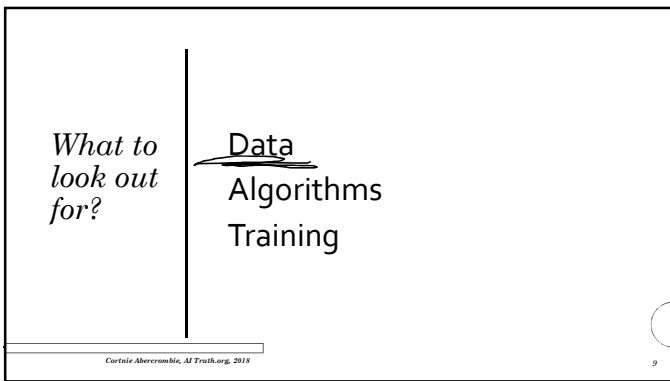 What to
look out
for?
Data
Algorithms
Training
Cortnie Abercrombie, AI Truth.org, 2018
9